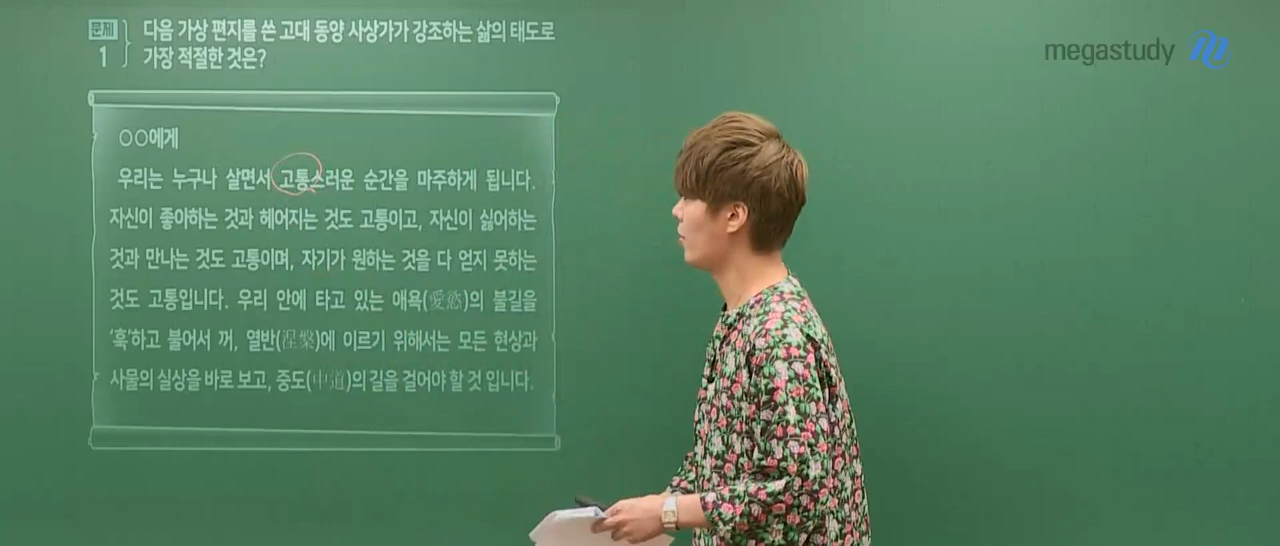 문제
1
다음 가상 편지를 쓴 고대 동양 사상가가 강조하는 삶의 태도로
가장 적절한 것은?
megastudy
○○에게
우리는 누구나 살면서 고통스러운 순간을 마주하게 됩니다.
자신이 좋아하는 것과 헤어지는 것도 고통이고, 자신이 싫어하는
것과 만나는 것도 고통이며, 자기가 원하는 것을 다 얻지 못하는
것도 고통입니다. 우리 안에 타고 있는 애욕(愛慾)의 불길을
'훅'하고 불어서 꺼, 열반(涅槃)에 이르기 위해서는 모든 현상과
사물의 실상을 바로 보고, 중도(中道)의 길을 걸어야 할 것 입니다.